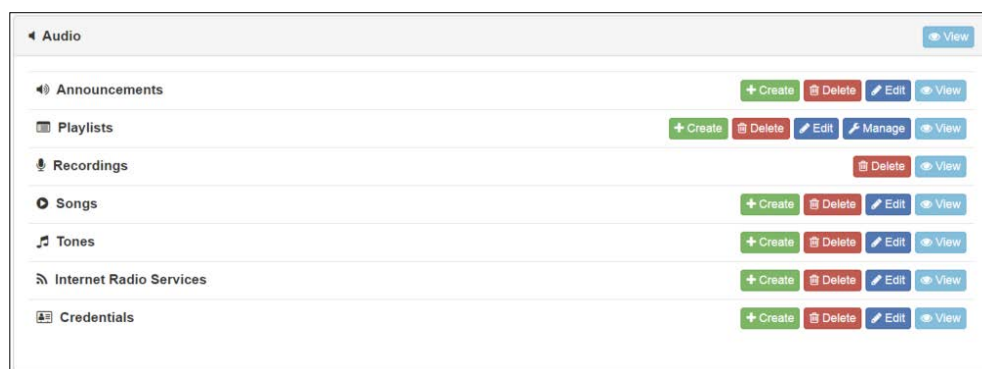 Audio View
Announcements Create Delete Edit View
Playlists Create Delete Edit Manage View
Recordings Delete View
Songs Create Delete Edit View
Tones Create Delete Edit View
Internet Radio Services Create Delete Edit View
Credentials Create Delete Edit View